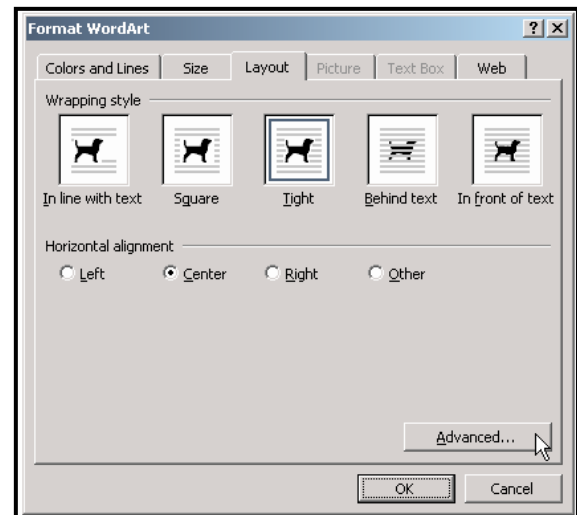 Format WordArt
Colors and Lines Size Layout Picture Text Box Web
Wrapping style
In line with text Square Tight Behind text In front of text
Horizontal alignment
Left Center Right Other
Advanced...
OK Cancel